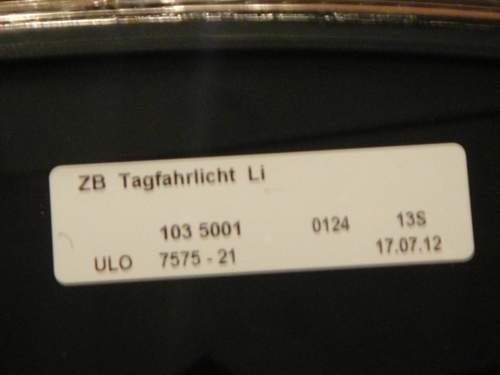 ZB Tagfahrlicht Li
103 5001 0124 13S
ULO 7575 - 21 17.07.12